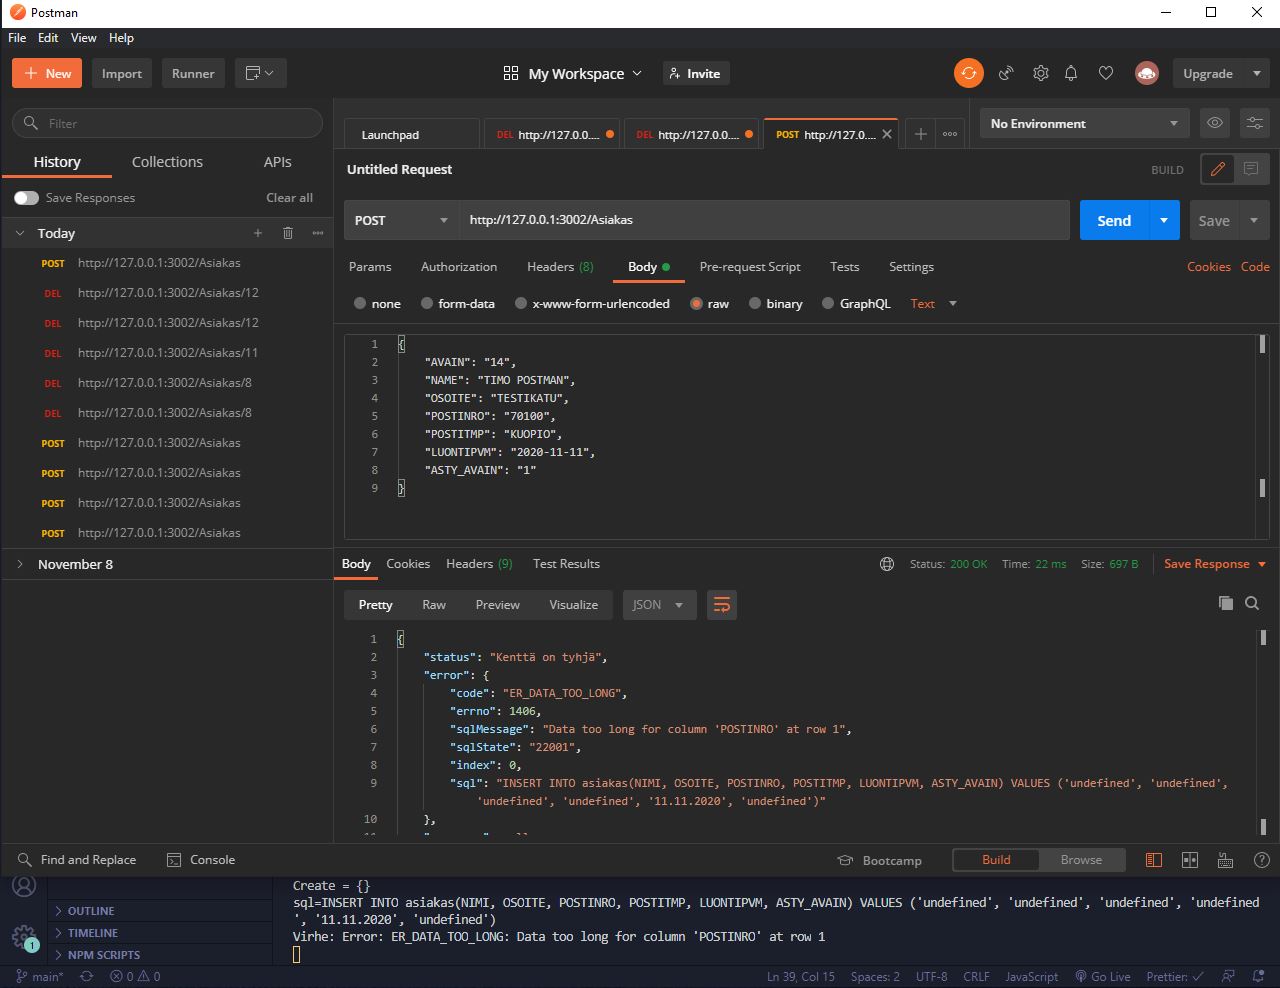 Postman
File Edit View Help
New Import Runner My Workspace Invite Upgrade
Filter
History Collections APIs
Save Responses Clear all
Today
POST http://127.0.0.1:3002/Asiakas
DEL http://127.0.0.1:3002/Asiakas/12
DEL http://127.0.0.1:3002/Asiakas/12
DEL http://127.0.0.1:3002/Asiakas/11
DEL http://127.0.0.1:3002/Asiakas/8
DEL http://127.0.0.1:3002/Asiakas/8
POST http://127.0.0.1:3002/Asiakas
POST http://127.0.0.1:3002/Asiakas
POST http://127.0.0.1:3002/Asiakas
POST http://127.0.0.1:3002/Asiakas
November 8
Launchpad DEL http://127.0.0.... DEL http://127.0.0.... POST http://127.0.... No Environment
Untitled Request BUILD
POST http://127.0.0.1:3002/Asiakas Send Save
Params Authorization Headers (8) Body Pre-request Script Tests Settings Cookies Code
none form-data x-www-form-urlencoded raw binary GraphQL Text
1 {
2 "AVAIN": "14",
3 "NAME": "TIMO POSTMAN",
4 "OSOITE": "TESTIKATU",
5 "POSTINRO": "70100",
6 "POSTITMP": "KUOPIO",
7 "LUONTIPVM": "2020-11-11",
8 "ASTY_AVAIN": "1"
9 }
Body Cookies Headers (9) Test Results Status: 200 OK Time: 22 ms Size: 697 B Save Response
Pretty Raw Preview Visualize JSON
1 {
2 "status": "Kenttä on tyhjä",
3 "error": {
4 "code": "ER_DATA_TOO_LONG",
5 "errno": 1406,
6 "sqlMessage": "Data too long for column 'POSTINRO' at row 1",
7 "sqlState": "22001",
8 "index": 0,
9 "sql": "INSERT INTO asiakas(NIMI, OSOITE, POSTINRO, POSTITMP, LUONTIPVM, ASTY_AVAIN) VALUES ('undefined', 'undefined',
'undefined', 'undefined', '11.11.2020', 'undefined')"
10 },
Find and Replace Console Bootcamp Build Browse
OUTLINE
TIMELINE
NPM SCRIPTS
1
Create = {}
sql=INSERT INTO asiakas(NIMI, OSOITE, POSTINRO, POSTITMP, LUONTIPVM, ASTY_AVAIN) VALUES ('undefined', 'undefined', 'undefined', 'undefined
', '11.11.2020', 'undefined')
Virhe: Error: ER_DATA_TOO_LONG: Data too long for column 'POSTINRO' at row 1
main* 0 0 Ln 39, Col 15 Spaces: 2 UTF-8 CRLF JavaScript Go Live Prettier: